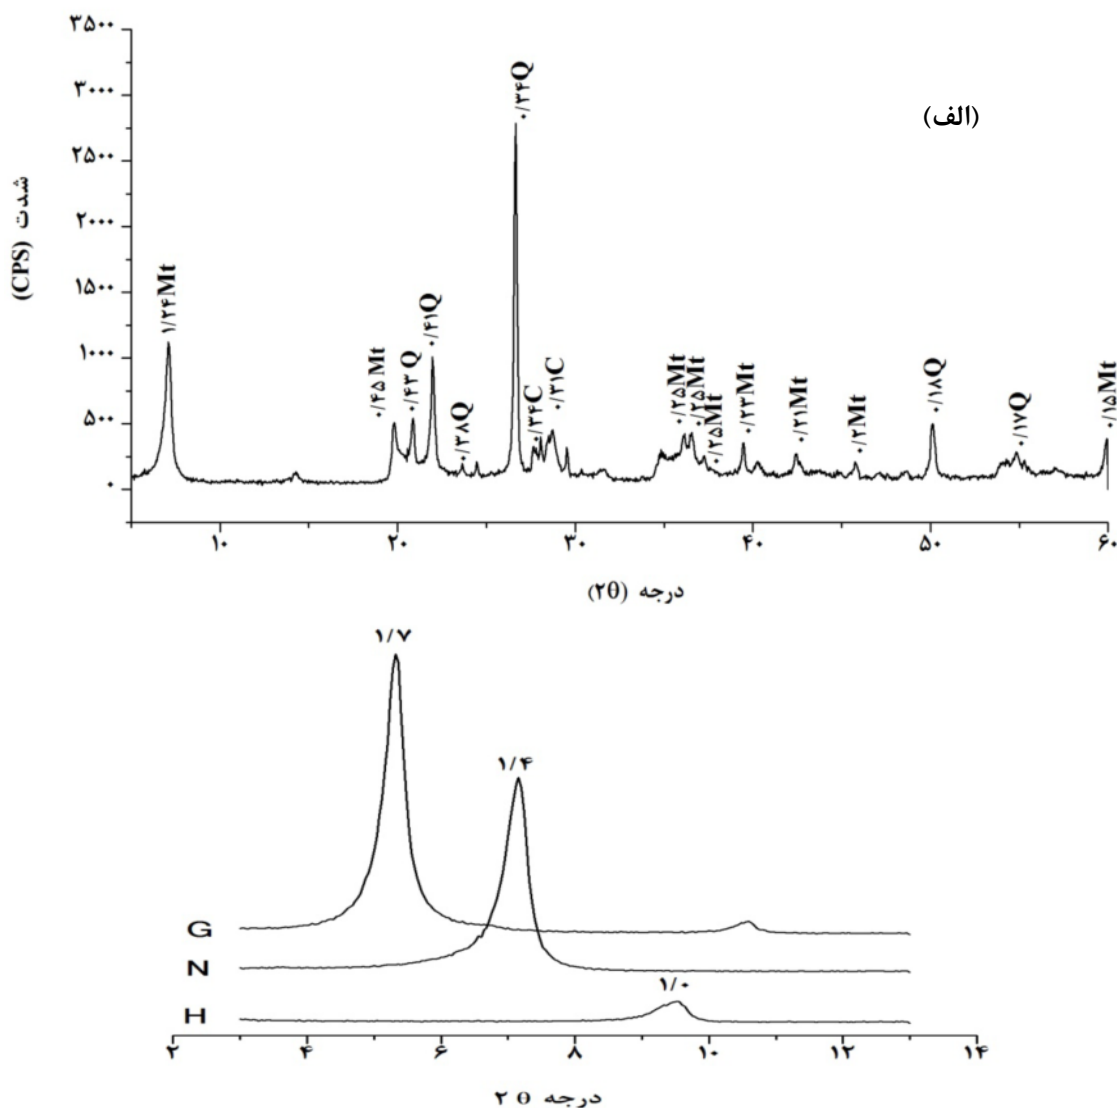 (الف)
شدت (CPS)
۳۵۰۰
۳۰۰۰
۲۵۰۰
۲۰۰۰
۱۵۰۰
۱۰۰۰
۵۰۰
۰
۱/۲۴Mt
۰/۴۵Mt
۰/۴۳Q
۰/۴۱Q
۰/۳۸Q
۰/۳۴Q
۰/۳۴C
۰/۳۱C
۰/۲۵Mt
۰/۲۵Mt
۰/۲۵Mt
۰/۲۳Mt
۰/۲۱Mt
۰/۲Mt
۰/۱۸Q
۰/۱۷Q
۰/۱۵Mt
۱۰ ۲۰ ۳۰ ۴۰ ۵۰ ۶۰
درجه (۲θ)
۱/۷
۱/۴
G
N
۱/۰
H
۲ ۴ ۶ ۸ ۱۰ ۱۲ ۱۴
درجه ۲ θ